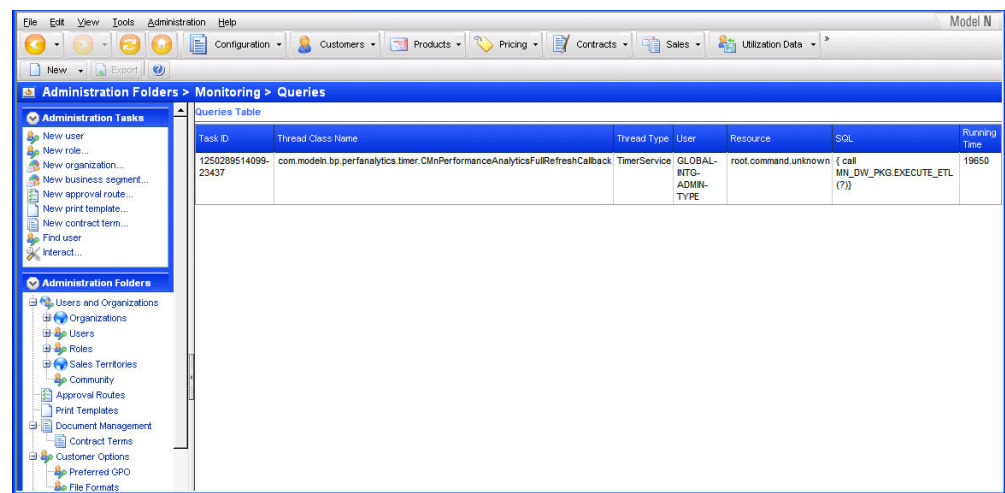 File Edit View Tools Administration Help
Model N
Configuration Customers Products Pricing Contracts Sales Utilization Data »
New Export
Administration Folders > Monitoring > Queries
Administration Tasks
New user
New role...
New organization...
New business segment...
New approval route...
New print template...
New contract term...
Find user
Interact...
Administration Folders
Users and Organizations
Organizations
Users
Roles
Sales Territories
Community
Approval Routes
Print Templates
Document Management
Contract Terms
Customer Options
Preferred GPO
File Formats
Queries Table
Task ID Thread Class Name Thread Type User Resource SQL Running
Time
1250289514099- com.modeln.bp.perfanalytics.timer.CMnPerformanceAnalyticsFullRefreshCallback TimerService GLOBAL- root.command.unknown { call 19650
23437 INTG- MN_DW_PKG.EXECUTE_ETL
ADMIN- (?)}
TYPE